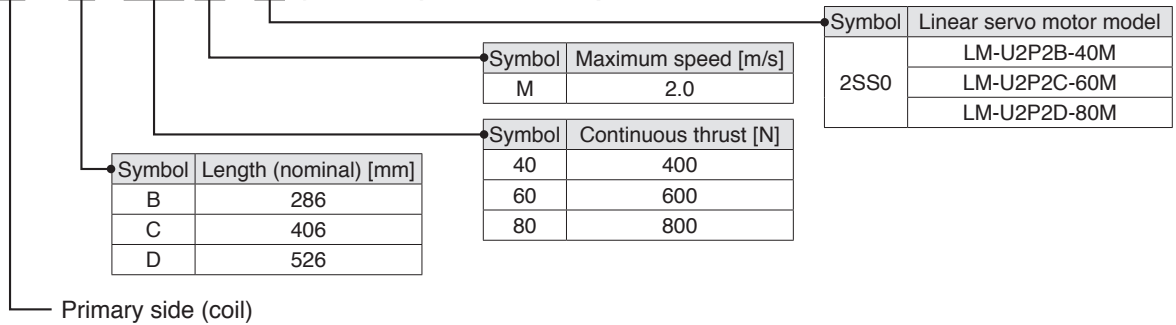 Symbol Linear servo motor model
2SS0 LM-U2P2B-40M
LM-U2P2C-60M
LM-U2P2D-80M
Symbol Maximum speed [m/s]
M 2.0
Symbol Continuous thrust [N]
40 400
60 600
80 800
Symbol Length (nominal) [mm]
B 286
C 406
D 526
Primary side (coil)